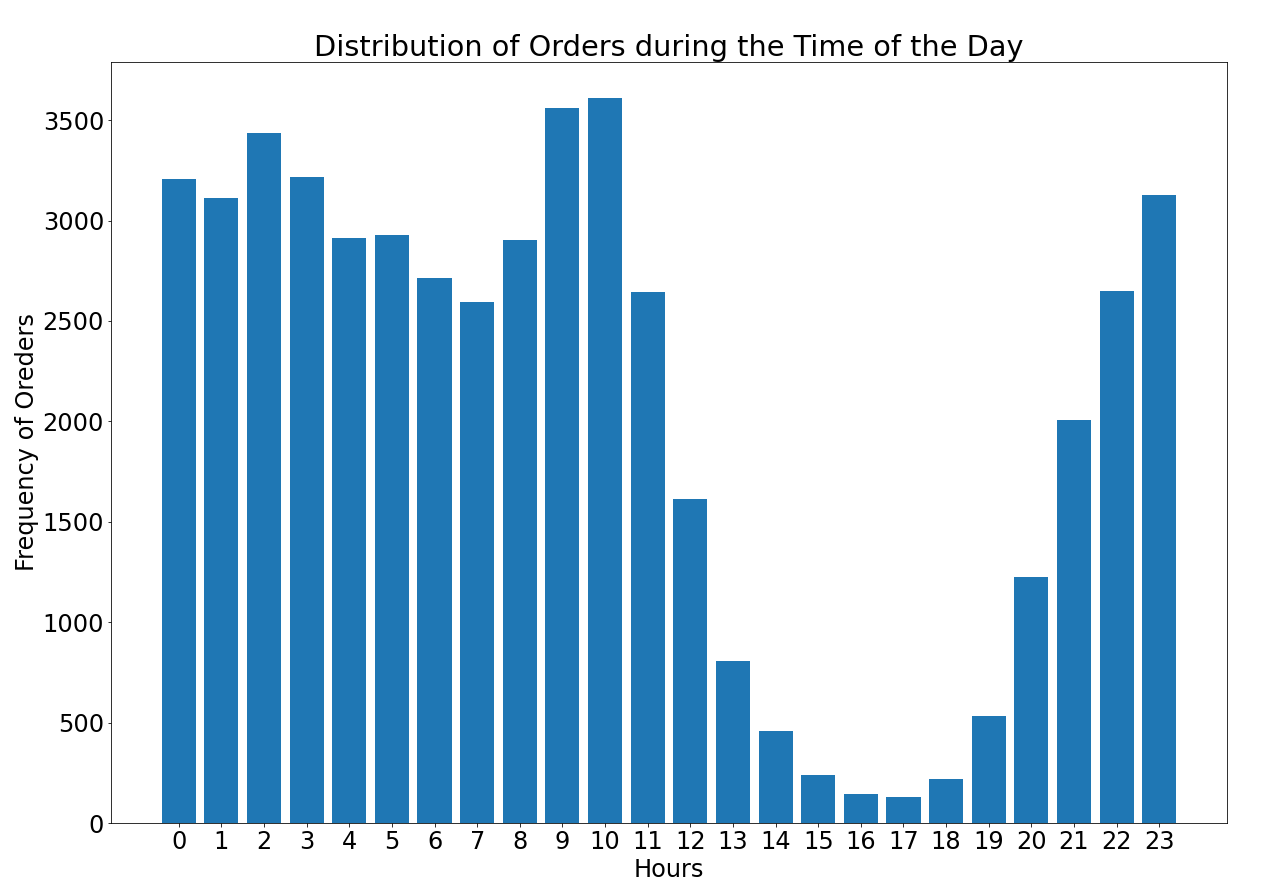 Distribution of Orders during the Time of the Day
Frequency of Oreders
3500
3000
2500
2000
1500
1000
500
0
0 1 2 3 4 5 6 7 8 9 10 11 12 13 14 15 16 17 18 19 20 21 22 23
Hours